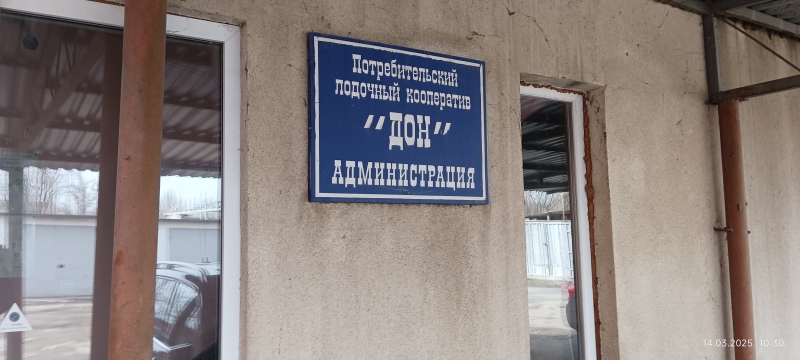 Потребительский
лодочный кооператив
"ДОН"
АДМИНИСТРАЦИЯ
14.03.2025 10:30